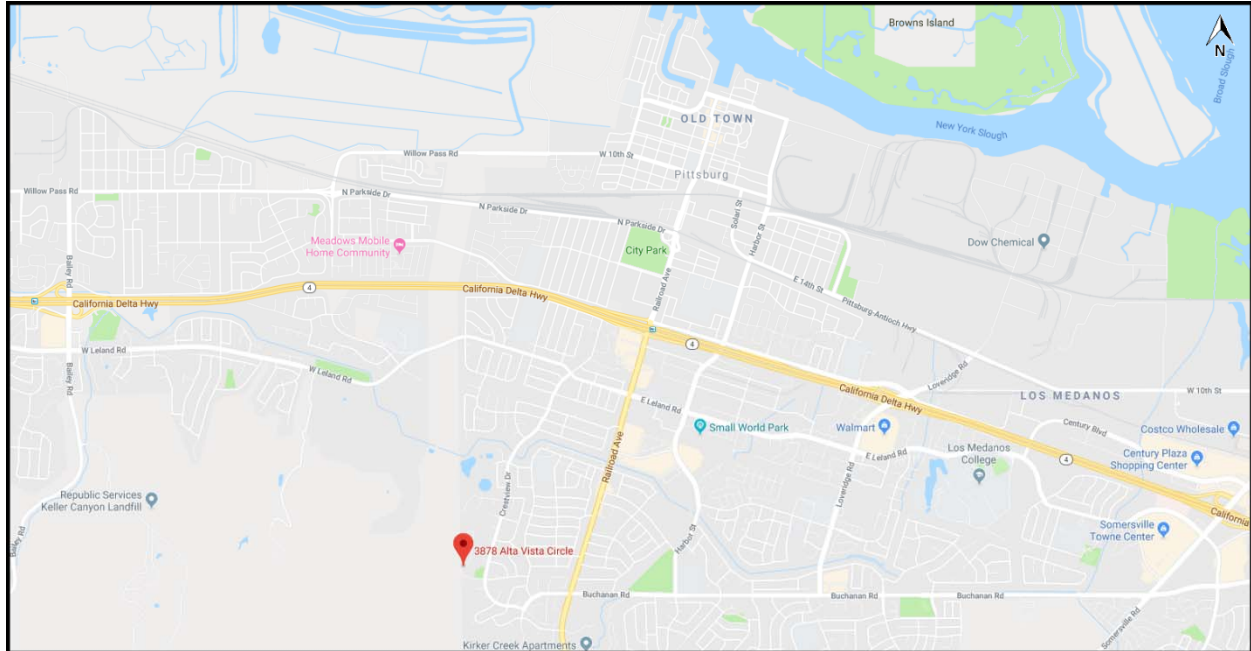 Browns Island
N
Broad Slough
OLD TOWN
New York Slough
Willow Pass Rd
W 10th St
Pittsburg
Willow Pass Rd
N Parkside Dr
N Parkside Dr
Solari St
N Parkside Dr
Harbor St
Meadows Mobile
Home Community
City Park
Dow Chemical
Bailey Rd
E 14th St
Railroad Ave
4
California Delta Hwy
California Delta Hwy
Pittsburg-Antioch Hwy
4
W Leland Rd
Bailey Rd
W Leland Rd
Loveridge Rd
California Delta Hwy
W 10th St
LOS MEDANOS
E Leland Rd
Small World Park
Walmart
Century Blvd
Costco Wholesale
Railroad Ave
E Leland Rd
Los Medanos
College
4
Century Plaza
Shopping Center
Crestview Dr
Loveridge Rd
Republic Services
Keller Canyon Landfill
California
Somersville
Towne Center
Bailey Rd
Harbor St
3878 Alta Vista Circle
Buchanan Rd
Buchanan Rd
Buchanan Rd
Somersville Rd
Kirker Creek Apartments